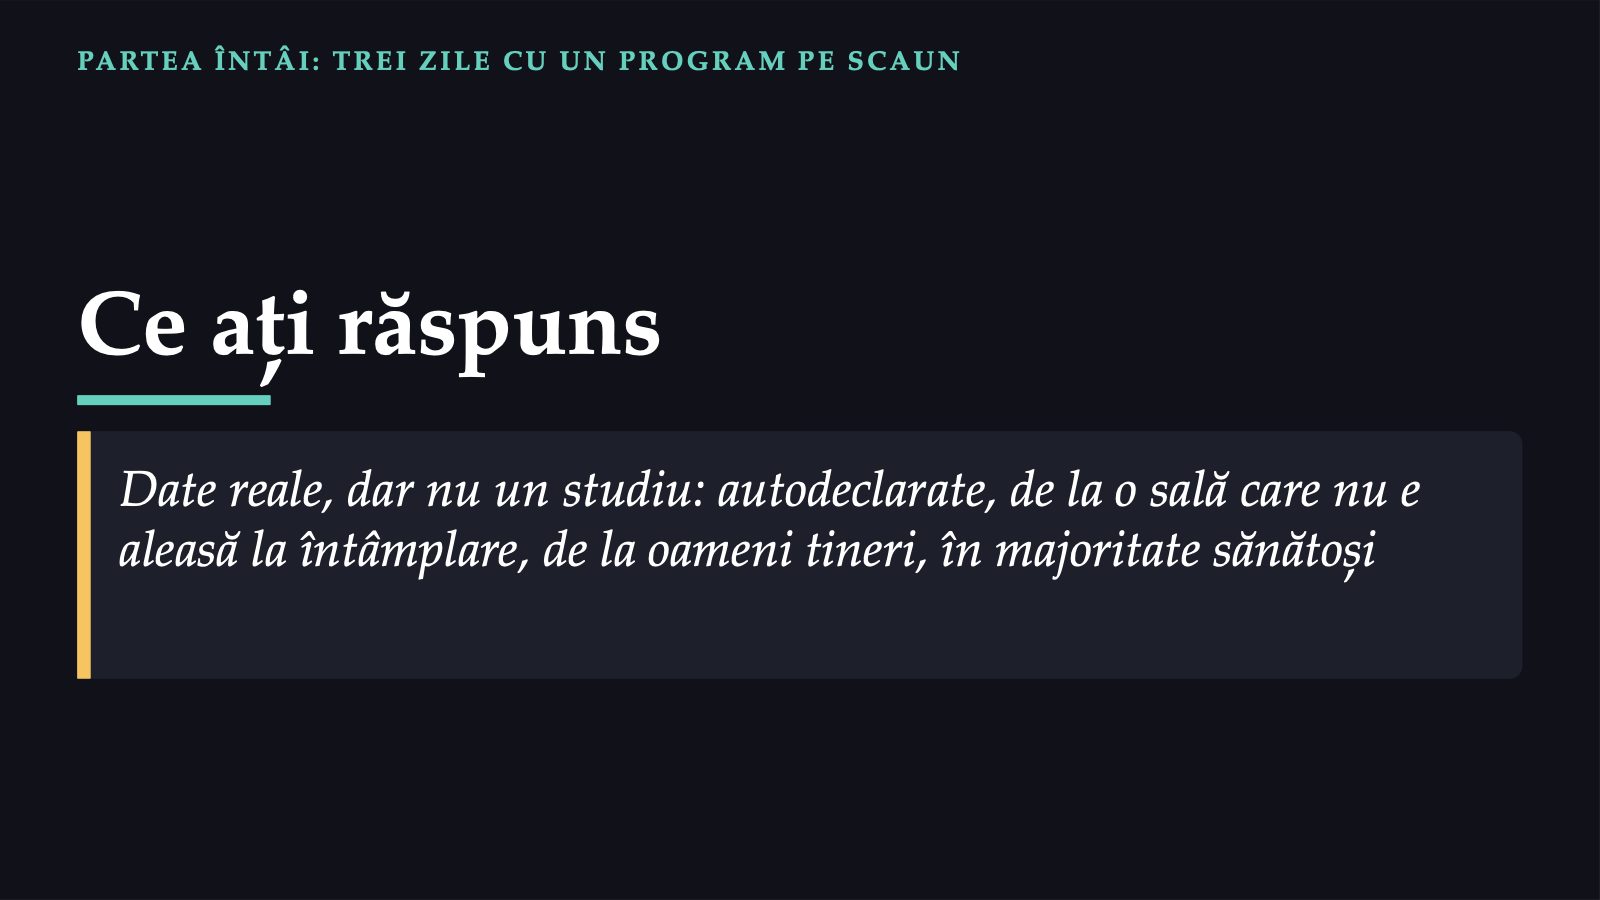 PARTEA ÎNTÂI: TREI ZILE CU UN PROGRAM PE SCAUN
Ce ați răspuns
Date reale, dar nu un studiu: autodeclarate, de la o sală care nu e
aleasă la întâmplare, de la oameni tineri, în majoritate sănătoși